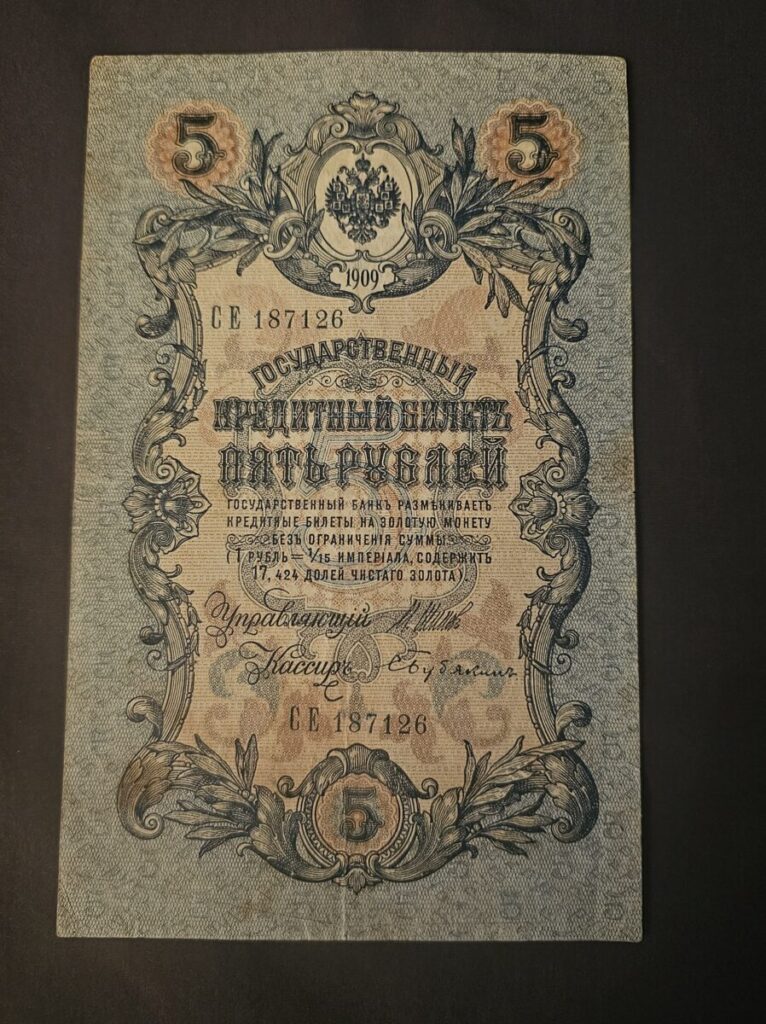 5 5
1909
СЕ 187126
ГОСУДАРСТВЕННЫЙ
КРЕДИТНЫЙ БИЛЕТЪ
ПЯТЬ РУБЛЕЙ
ГОСУДАРСТВЕННЫЙ БАНКЪ РАЗМѢНИВАЕТЪ
КРЕДИТНЫЕ БИЛЕТЫ НА ЗОЛОТУЮ МОНЕТУ
БЕЗЪ ОГРАНИЧЕНІЯ СУММЫ
(1 РУБЛЬ = 1/15 ИМПЕРІАЛА, СОДЕРЖИТЪ
17,424 ДОЛЕЙ ЧИСТАГО ЗОЛОТА).
Управляющій
Кассиръ
СЕ 187126
5